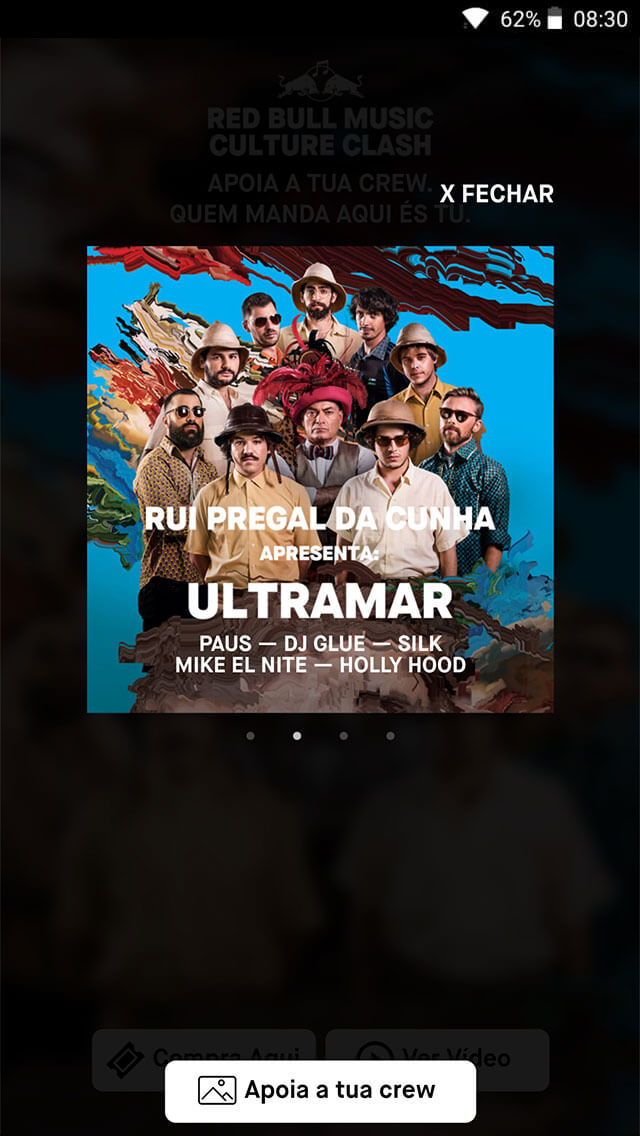 62% 08:30
RED BULL MUSIC
CULTURE CLASH
APOIA A TUA CREW.
X FECHAR
QUEM MANDA AQUI ÉS TU.
RUI PREGAL DA CUNHA
APRESENTA:
ULTRAMAR
PAUS — DJ GLUE — SILK
MIKE EL NITE — HOLLY HOOD
Compra Aqui Ver Vídeo
Apoia a tua crew